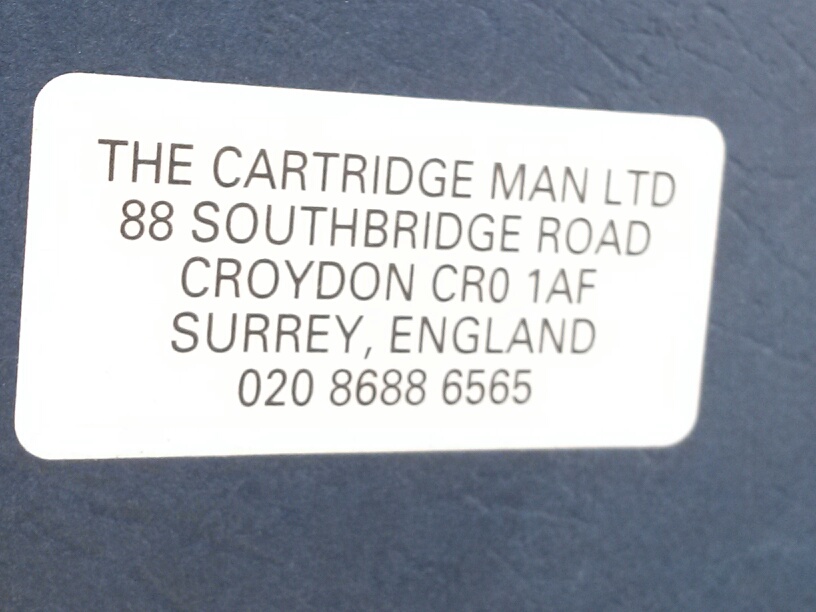 THE CARTRIDGE MAN LTD
88 SOUTHBRIDGE ROAD
CROYDON CR0 1AF
SURREY, ENGLAND
020 8688 6565